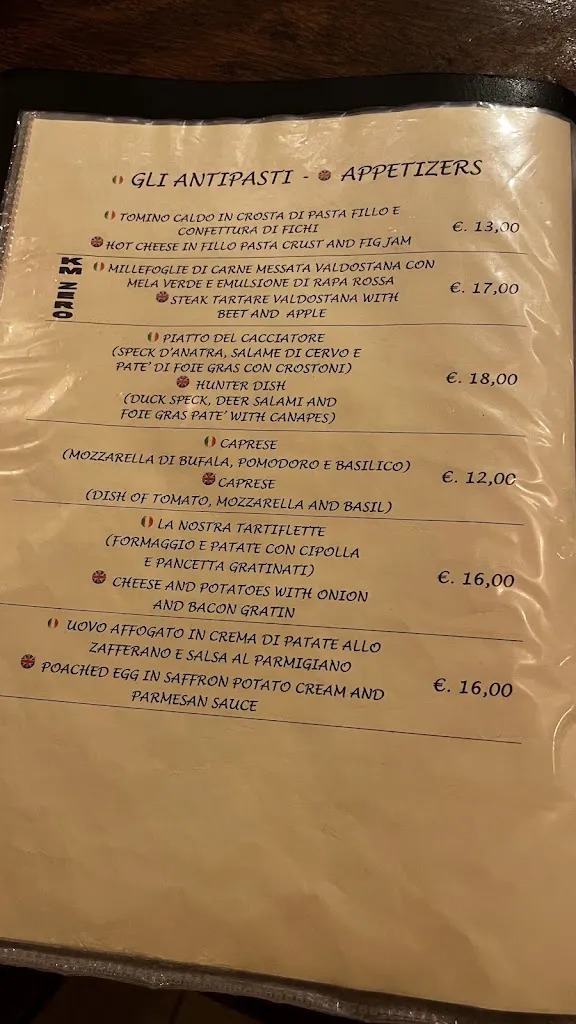 GLI ANTIPASTI - APPETIZERS
TOMINO CALDO IN CROSTA DI PASTA FILLO E
CONFETTURA DI FICHI
HOT CHEESE IN FILLO PASTA CRUST AND FIG JAM
€. 13,00
KM ZERO
MILLEFOGLIE DI CARNE MESSATA VALDOSTANA CON
MELA VERDE E EMULSIONE DI RAPA ROSSA
STEAK TARTARE VALDOSTANA WITH
BEET AND APPLE
€. 17,00
PIATTO DEL CACCIATORE
(SPECK D'ANATRA, SALAME DI CERVO E
PATE' DI FOIE GRAS CON CROSTONI)
HUNTER DISH
(DUCK SPECK, DEER SALAMI AND
FOIE GRAS PATE' WITH CANAPES)
€. 18,00
CAPRESE
(MOZZARELLA DI BUFALA, POMODORO E BASILICO)
CAPRESE
(DISH OF TOMATO, MOZZARELLA AND BASIL)
€. 12,00
LA NOSTRA TARTIFLETTE
(FORMAGGIO E PATATE CON CIPOLLA
E PANCETTA GRATINATI)
CHEESE AND POTATOES WITH ONION
AND BACON GRATIN
€. 16,00
UOVO AFFOGATO IN CREMA DI PATATE ALLO
ZAFFERANO E SALSA AL PARMIGIANO
POACHED EGG IN SAFFRON POTATO CREAM AND
PARMESAN SAUCE
€. 16,00